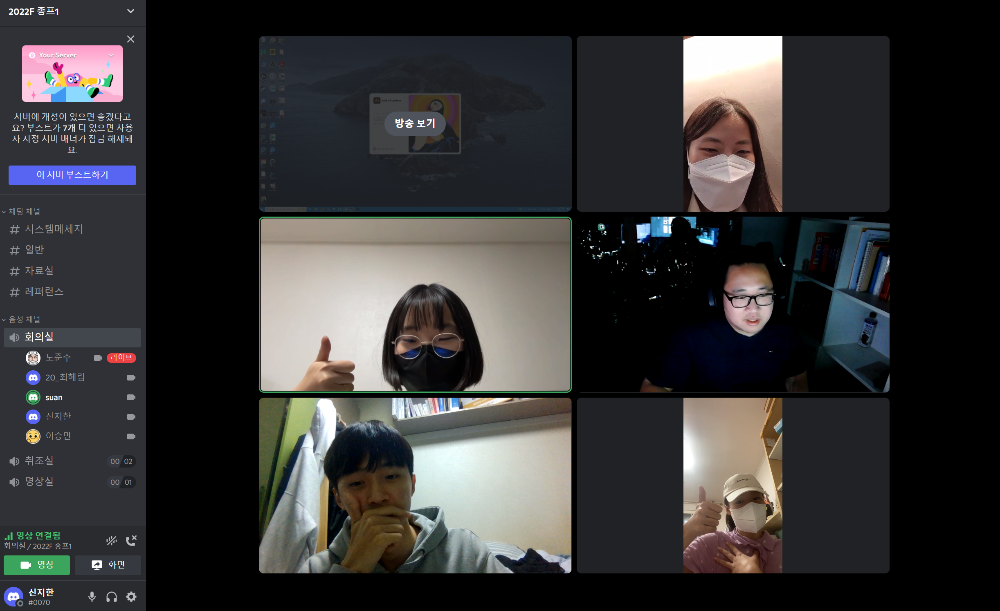 2022F 종프1
Your Server
서버에 개성이 있으면 좋겠다고
요? 부스트가 7개 더 있으면 사용
자 지정 서버 배너가 잠금 해제돼
요.
이 서버 부스트하기
채팅 채널
시스템메세지
일반
자료실
레퍼런스
음성 채널
회의실
노준수 라이브
20_최혜림
suan
신지한
이승민
취조실 00 02
명상실 00 01
영상 연결됨
회의실 / 2022F 종프1
영상 화면
신지한
#0070
Ai
방송 보기